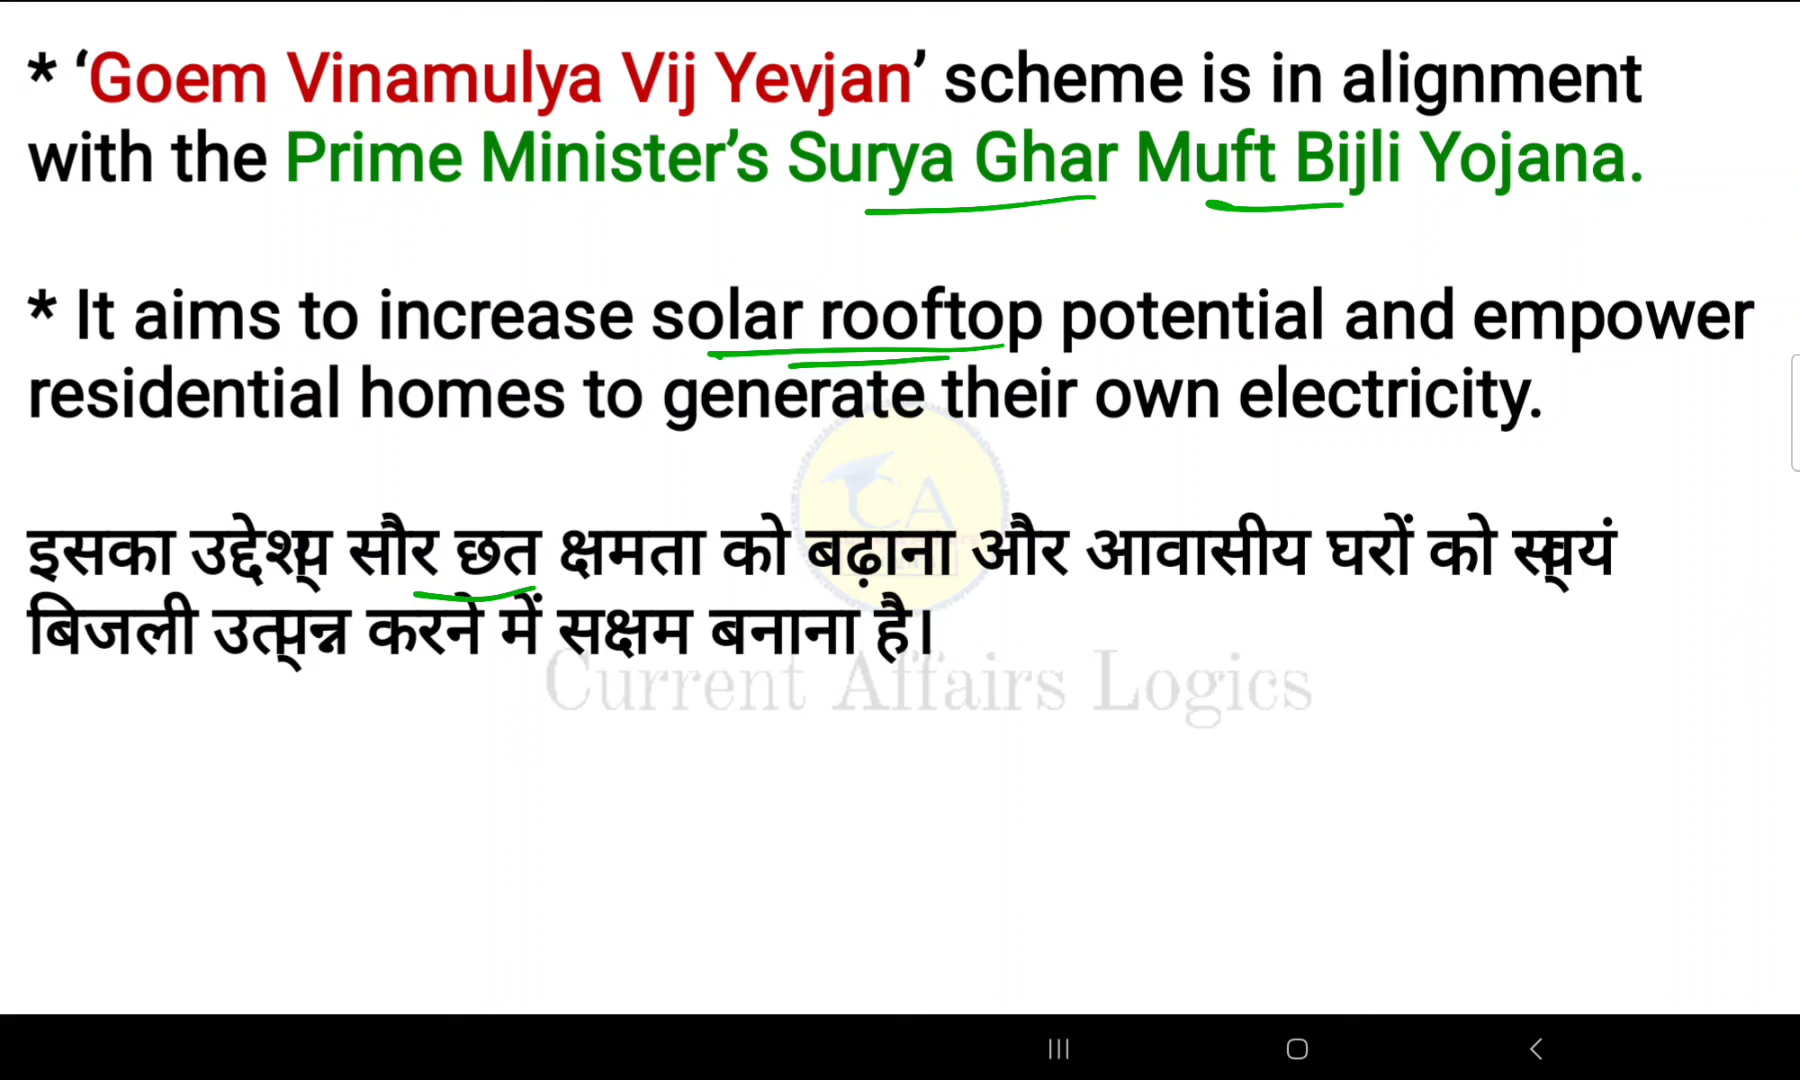 * ‘Goem Vinamulya Vij Yevjan’ scheme is in alignment
with the Prime Minister’s Surya Ghar Muft Bijli Yojana.
* It aims to increase solar rooftop potential and empower
residential homes to generate their own electricity.
CA
इसका उद्देश्य सौर छत क्षमता को बढ़ाना और आवासीय घरों को स्वयं
बिजली उत्पन्न करने में सक्षम बनाना है।
Current Affairs Logics